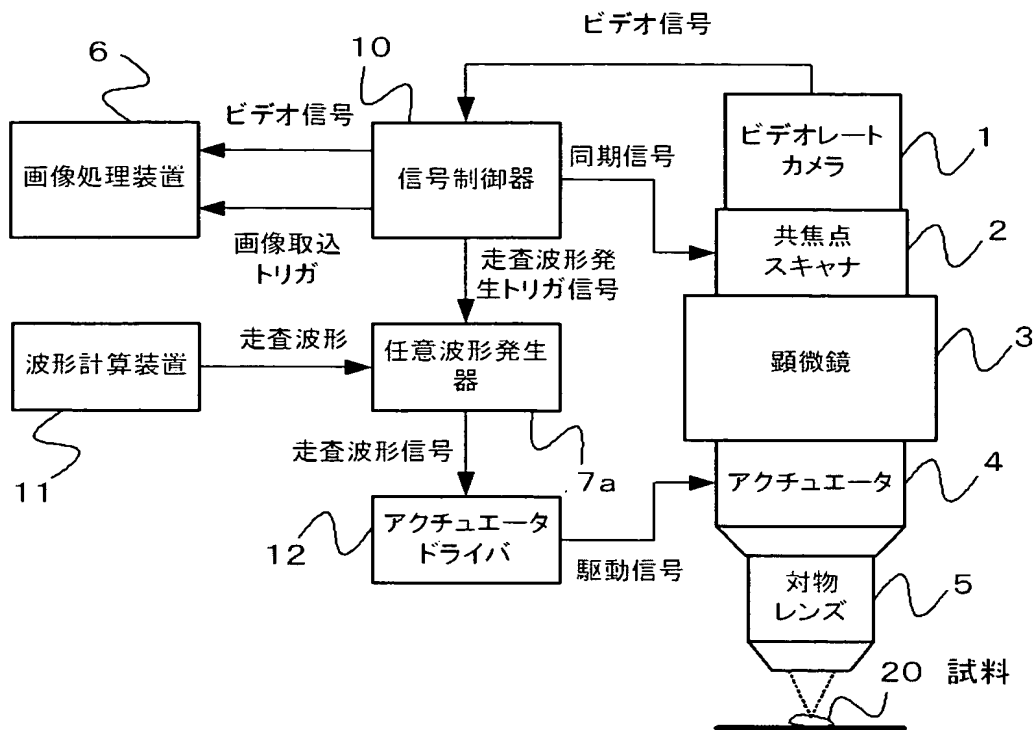 ビデオ信号
6
10
ビデオ信号
ビデオレート
カメラ
1
画像処理装置
信号制御器
同期信号
共焦点
スキャナ
2
画像取込
トリガ
走査波形発
生トリガ信号
波形計算装置
走査波形
任意波形発生
器
顕微鏡
3
11
走査波形信号
7a
アクチュエータ
4
12
アクチュエータ
ドライバ
駆動信号
対物
レンズ
5
20 試料